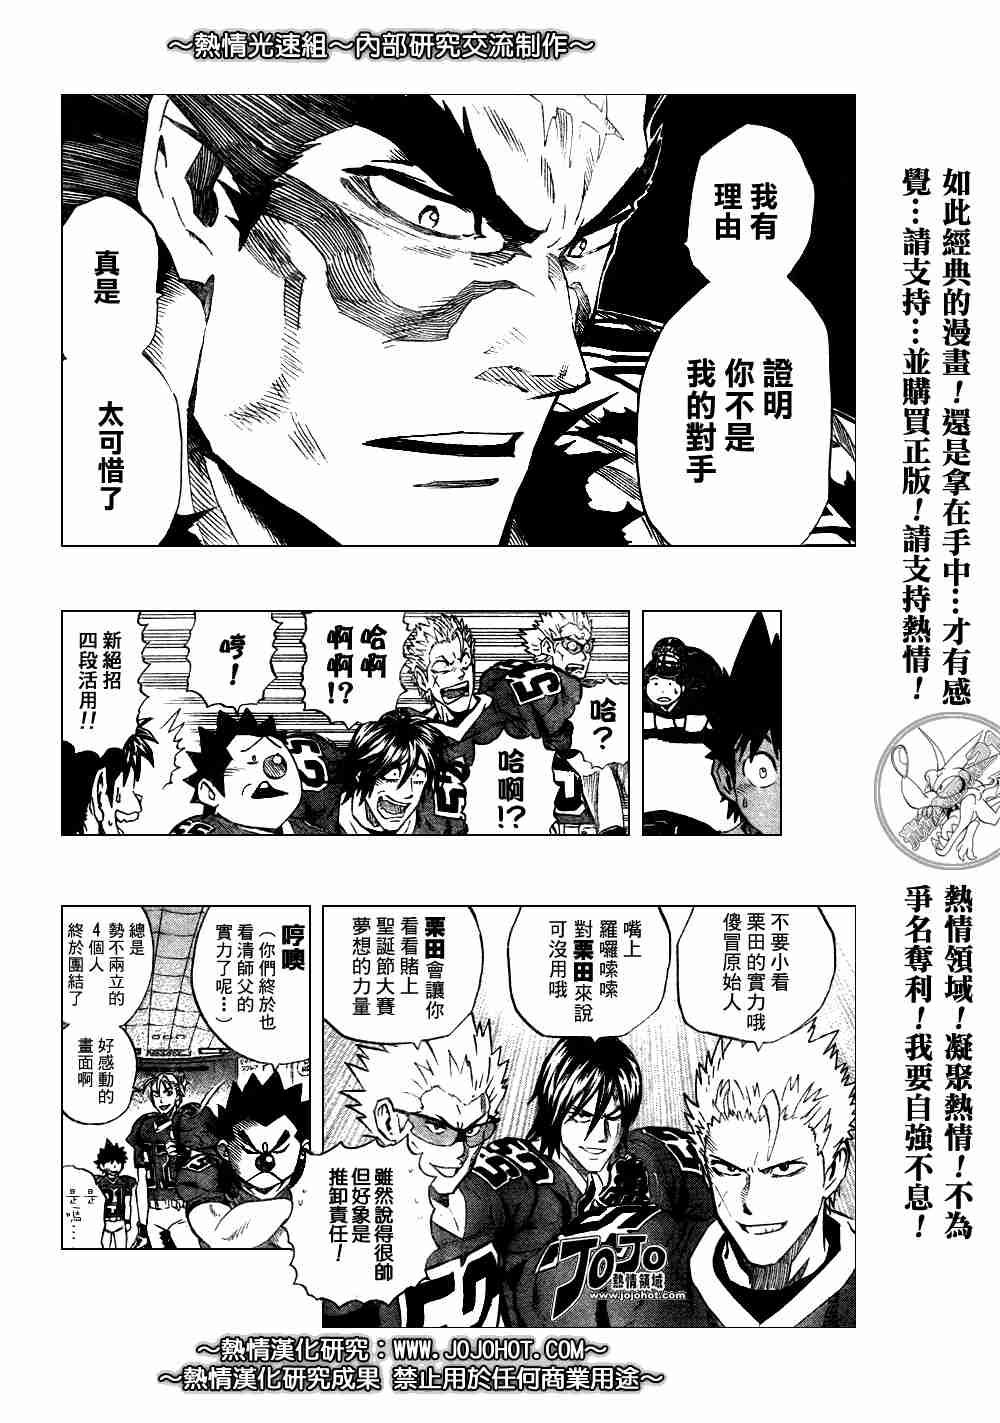 ～熱情光速組～內部研究交流制作～
我有
理由
證明
你不是
我的對手
真是
太可惜了
哈？
哈啊！？
哈啊
啊啊
啊！？
哼！
新絕招
四段活用！！
不要小看
栗田的實力哦
傻冒原始人
嘴上
羅囉嗦嗦
對栗田來說
可沒用哦
栗田會讓你
看看賭上
聖誕節大賽
夢想的力量
雖然說得很帥
但好象是
推卸責任！
哼噢
（你們終於也
看清師父的
實力了呢…）
總是
勢不兩立的
4個人
終於團結了
好感動的
畫面啊
如此經典的漫畫！還是拿在手中…才有感
覺…請支持…並購買正版！請支持熱情！
熱情領域！凝聚熱情！不為
爭名奪利！我要自強不息！
JOJO
熱情領域
www.jojohot.com
～熱情漢化研究：WWW.JOJOHOT.COM～
～熱情漢化研究成果 禁止用於任何商業用途～